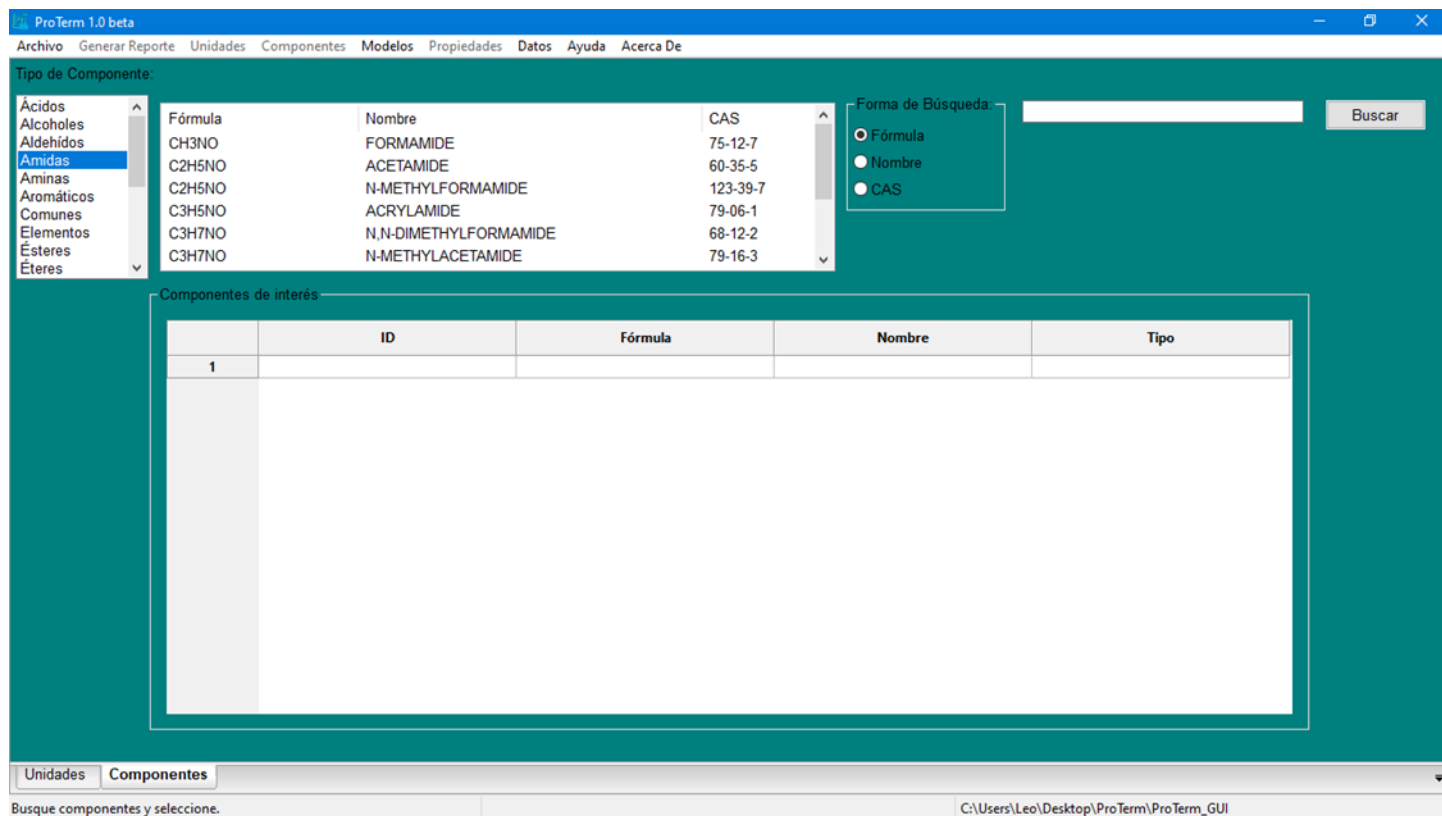 ProTerm 1.0 beta
Archivo Generar Reporte Unidades Componentes Modelos Propiedades Datos Ayuda Acerca De
Tipo de Componente:
Ácidos
Alcoholes
Aldehídos
Amidas
Aminas
Aromáticos
Comunes
Elementos
Ésteres
Éteres
Fórmula Nombre CAS
CH3NO FORMAMIDE 75-12-7
C2H5NO ACETAMIDE 60-35-5
C2H5NO N-METHYLFORMAMIDE 123-39-7
C3H5NO ACRYLAMIDE 79-06-1
C3H7NO N,N-DIMETHYLFORMAMIDE 68-12-2
C3H7NO N-METHYLACETAMIDE 79-16-3
Forma de Búsqueda:
Fórmula
Nombre
CAS
Buscar
Componentes de interés
ID Fórmula Nombre Tipo
1
Unidades Componentes
Busque componentes y seleccione. C:\Users\Leo\Desktop\ProTerm\ProTerm_GUI